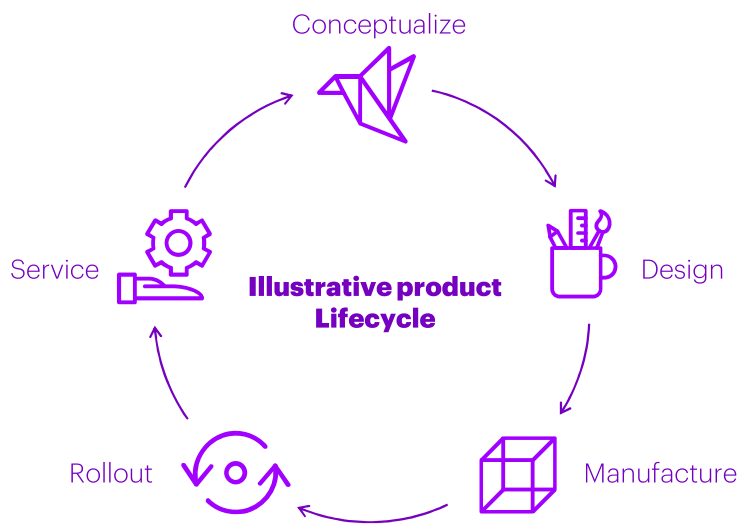 Conceptualize
Design
Manufacture
Rollout
Service
Illustrative product
Lifecycle